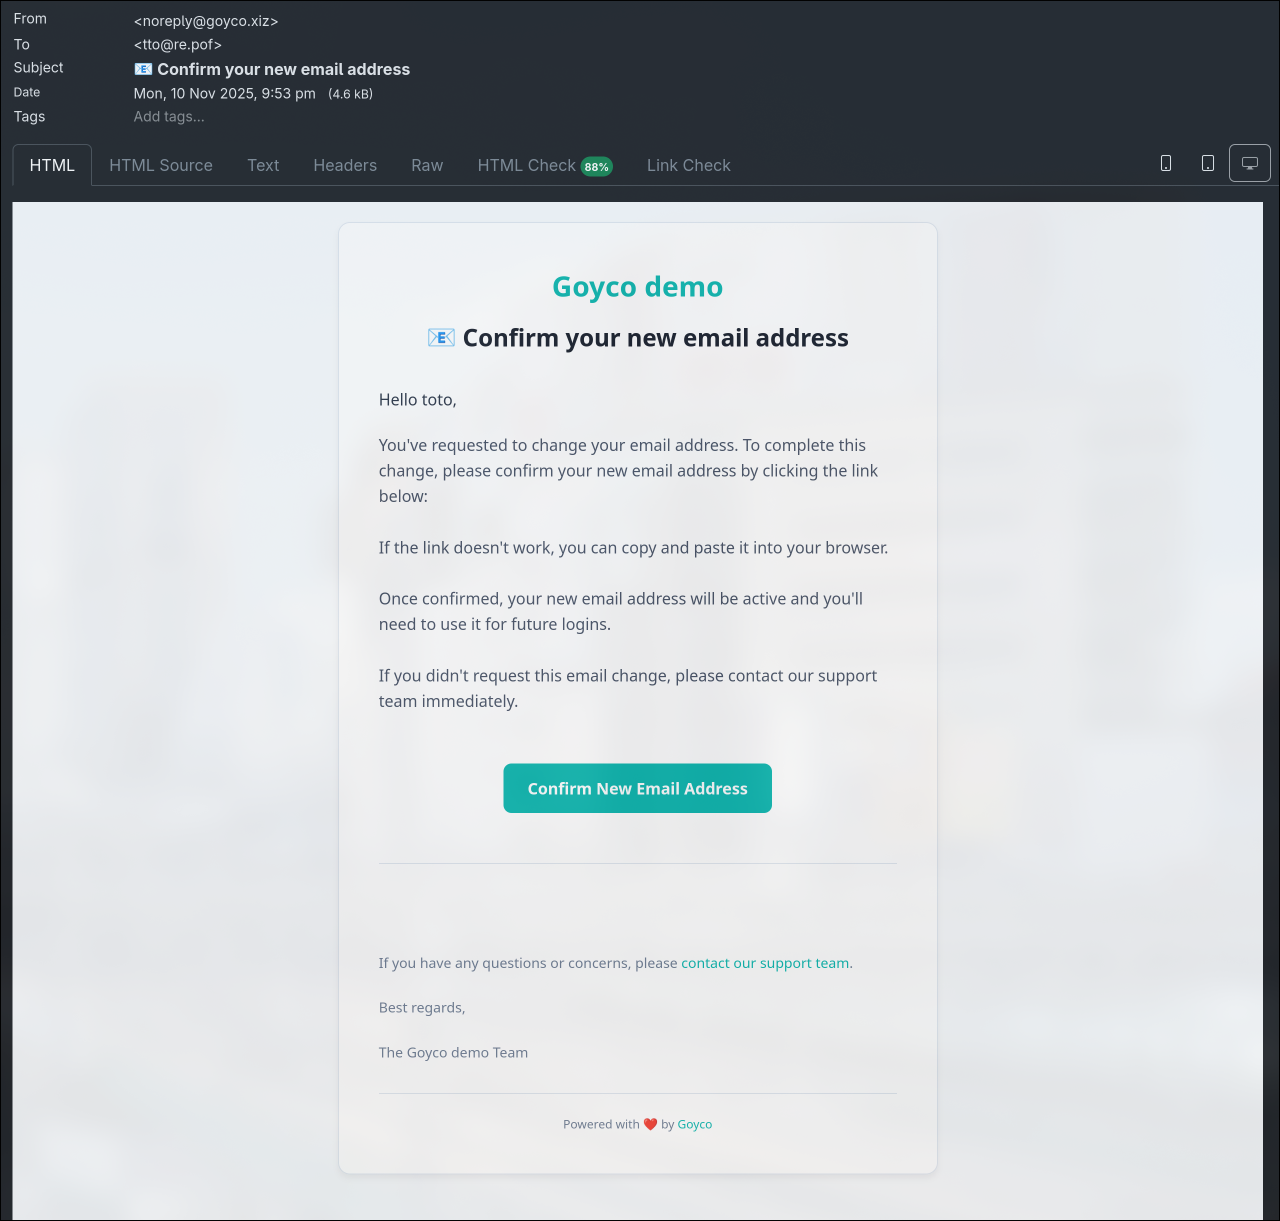 From <noreply@goyco.xiz>
To <tto@re.pof>
Subject 📧 Confirm your new email address
Date Mon, 10 Nov 2025, 9:53 pm (4.6 kB)
Tags Add tags...
HTML HTML Source Text Headers Raw HTML Check 88% Link Check
Goyco demo
📧 Confirm your new email address
Hello toto,
You've requested to change your email address. To complete this
change, please confirm your new email address by clicking the link
below:
If the link doesn't work, you can copy and paste it into your browser.
Once confirmed, your new email address will be active and you'll
need to use it for future logins.
If you didn't request this email change, please contact our support
team immediately.
Confirm New Email Address
If you have any questions or concerns, please contact our support team.
Best regards,
The Goyco demo Team
Powered with ❤️ by Goyco